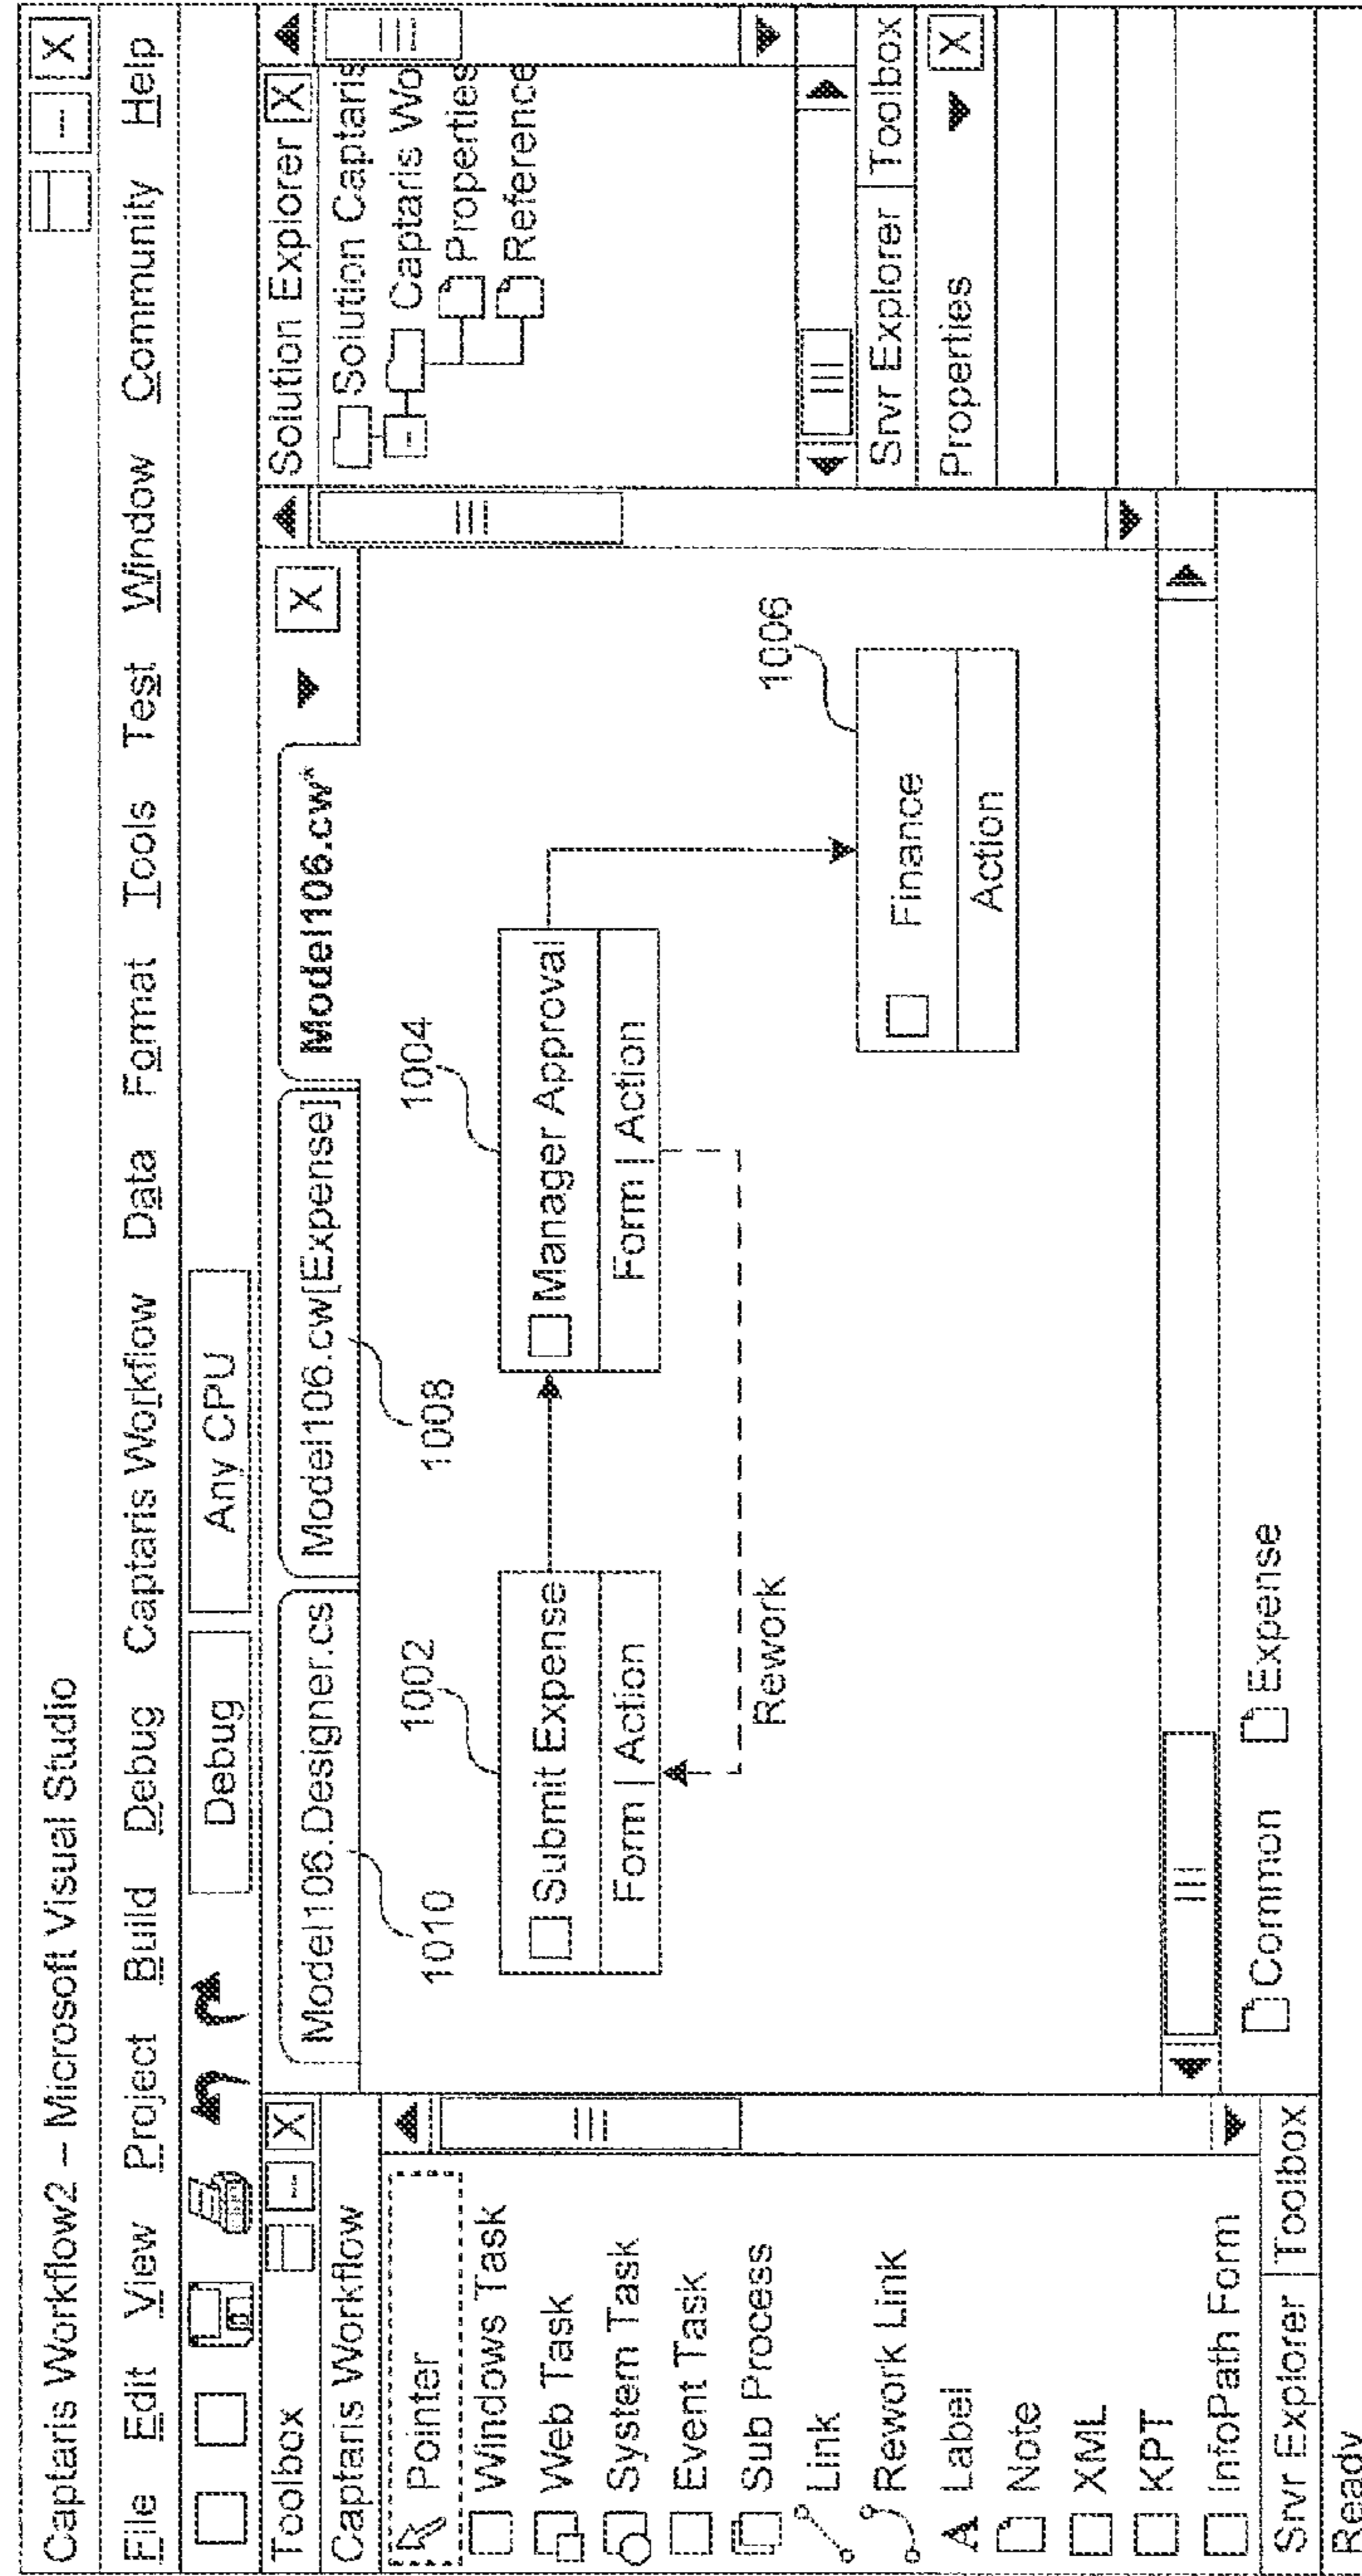 Captaris Workflow2 – Microsoft Visual Studio
X
File Edit View Project Build Debug Captaris Workflow Data Format Tools Test Window Community Help
Debug
Any CPU
Toolbox X
Captaris Workflow
Pointer
Windows Task
Web Task
System Task
Event Task
Sub Process
Link
Rework Link
A Label
Note
XML
KPT
InfoPath Form
Srvr Explorer Toolbox
Ready
Model106.Designer.cs
Model106.cw[Expense]
Model106.cw*
X
1010
1002
1008
1004
1006
Submit Expense
Form | Action
Manager Approval
Form | Action
Rework
Finance
Action
Common
Expense
Solution Explorer X
Solution Captaris
Captaris Wo
Properties
Reference
Srvr Explorer Toolbox
Properties X